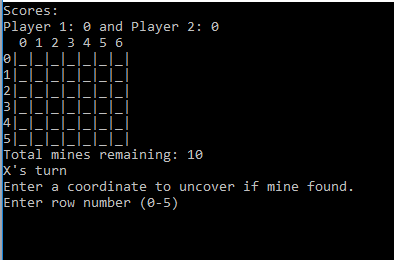 Scores:
Player 1: 0 and Player 2: 0
  0 1 2 3 4 5 6
0|_|_|_|_|_|_|_|
1|_|_|_|_|_|_|_|
2|_|_|_|_|_|_|_|
3|_|_|_|_|_|_|_|
4|_|_|_|_|_|_|_|
5|_|_|_|_|_|_|_|
Total mines remaining: 10
X's turn
Enter a coordinate to uncover if mine found.
Enter row number (0-5)